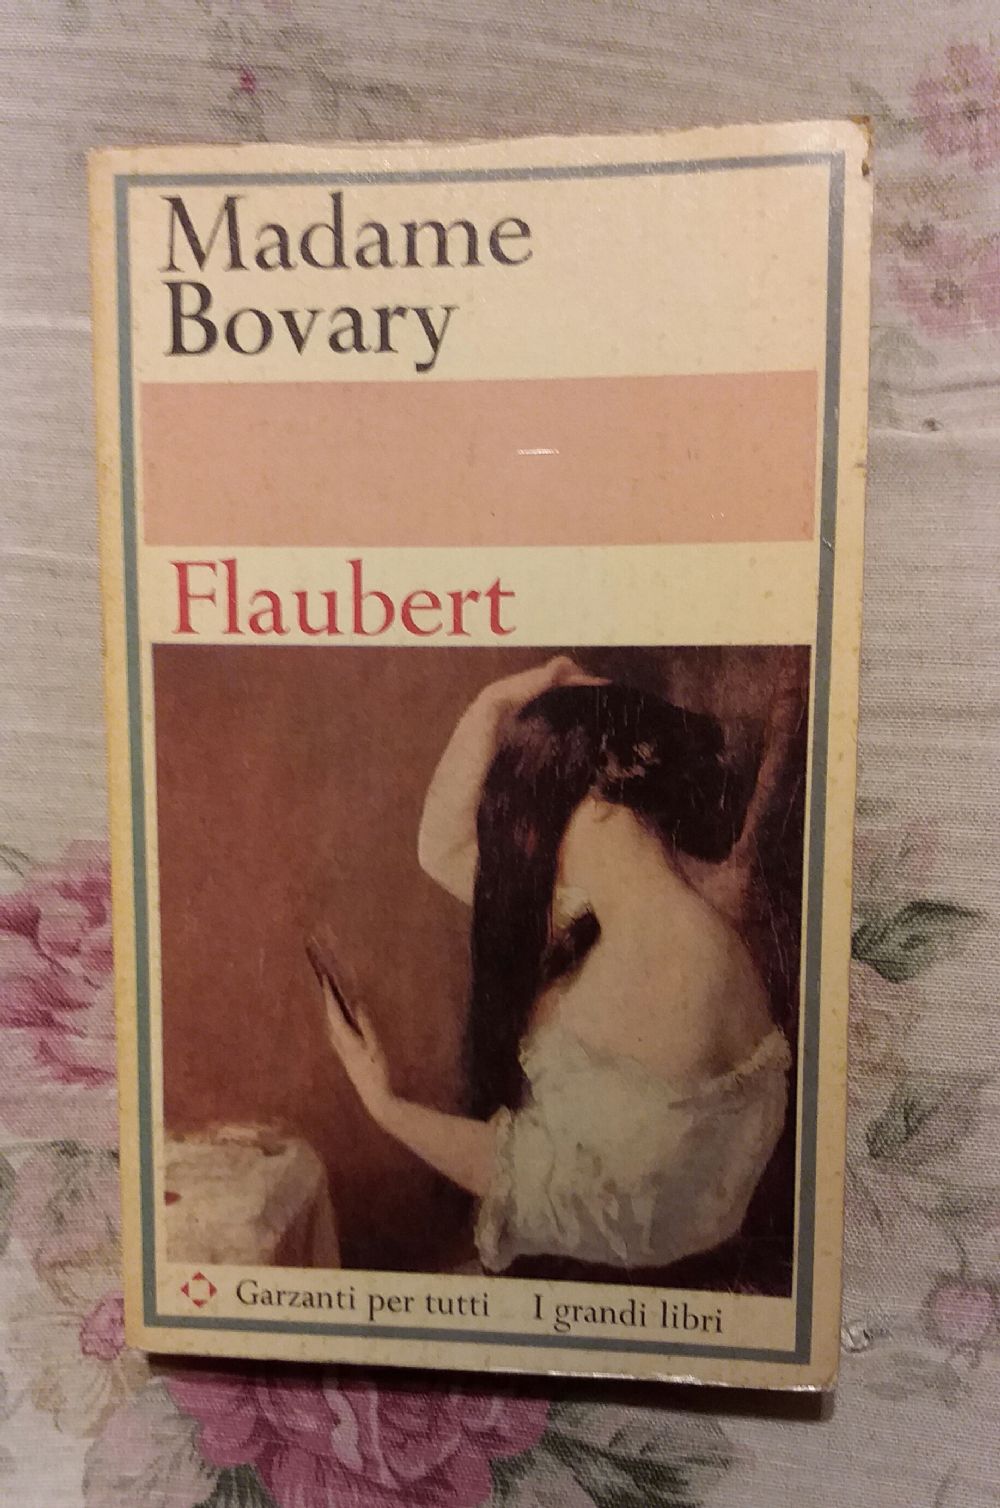 Madame
Bovary
Flaubert
Garzanti per tutti I grandi libri